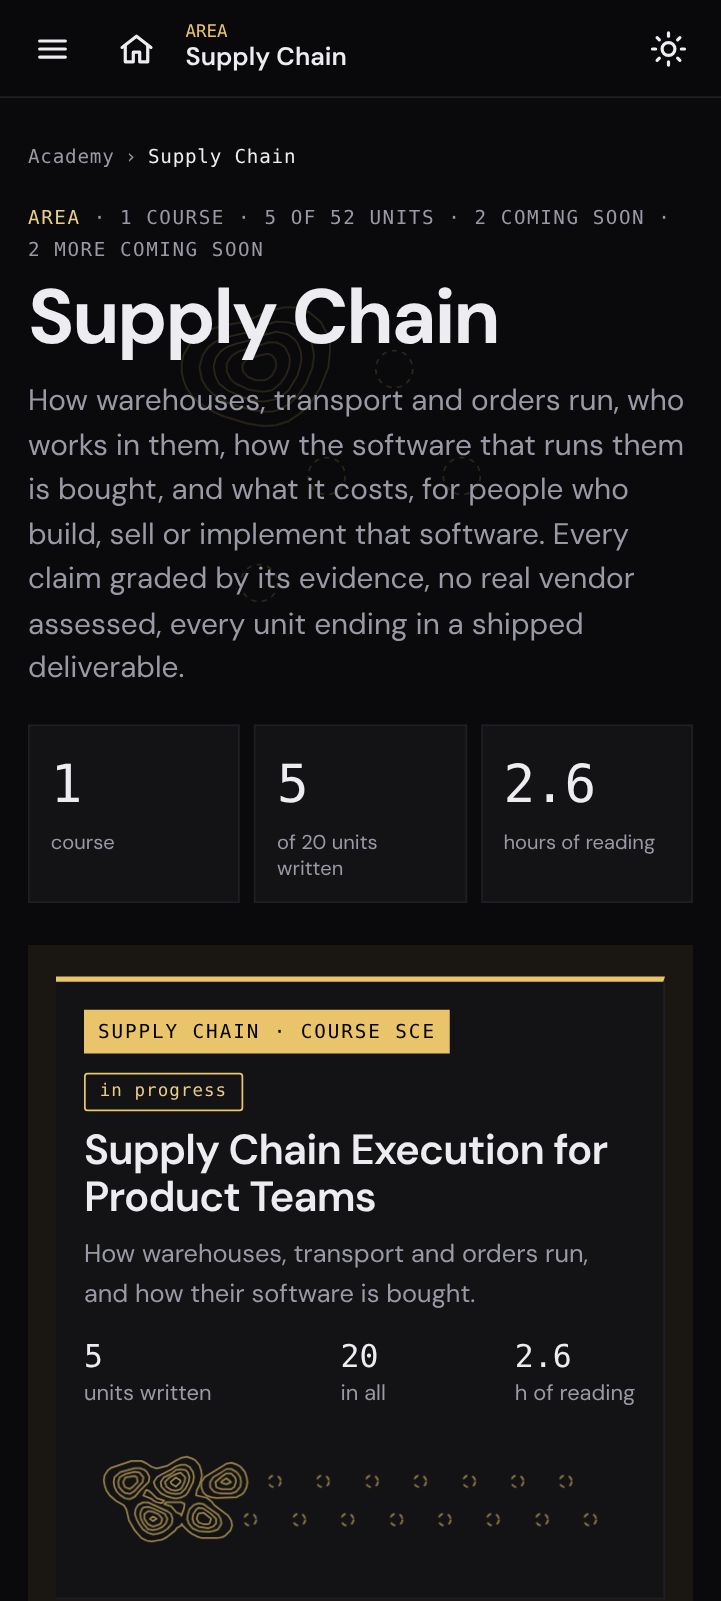 AREA
Supply Chain
Academy › Supply Chain
AREA · 1 COURSE · 5 OF 52 UNITS · 2 COMING SOON ·
2 MORE COMING SOON
Supply Chain
How warehouses, transport and orders run, who
works in them, how the software that runs them
is bought, and what it costs, for people who
build, sell or implement that software. Every
claim graded by its evidence, no real vendor
assessed, every unit ending in a shipped
deliverable.
1
course
5
of 20 units
written
2.6
hours of reading
SUPPLY CHAIN · COURSE SCE
in progress
Supply Chain Execution for
Product Teams
How warehouses, transport and orders run,
and how their software is bought.
5
units written
20
in all
2.6
h of reading